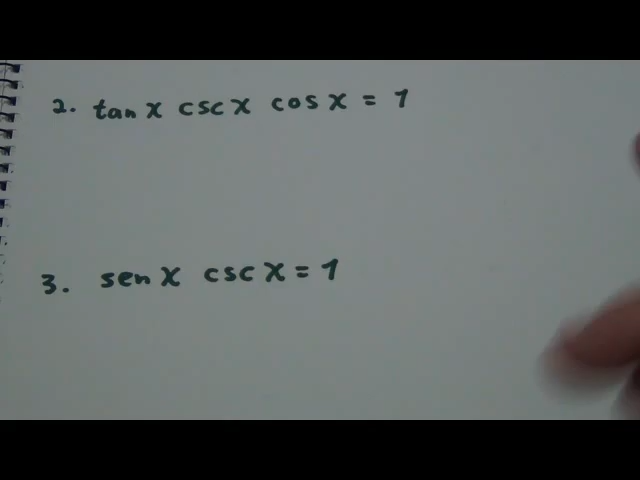 2. tan x csc x cos x = 1
3. sen x csc x = 1